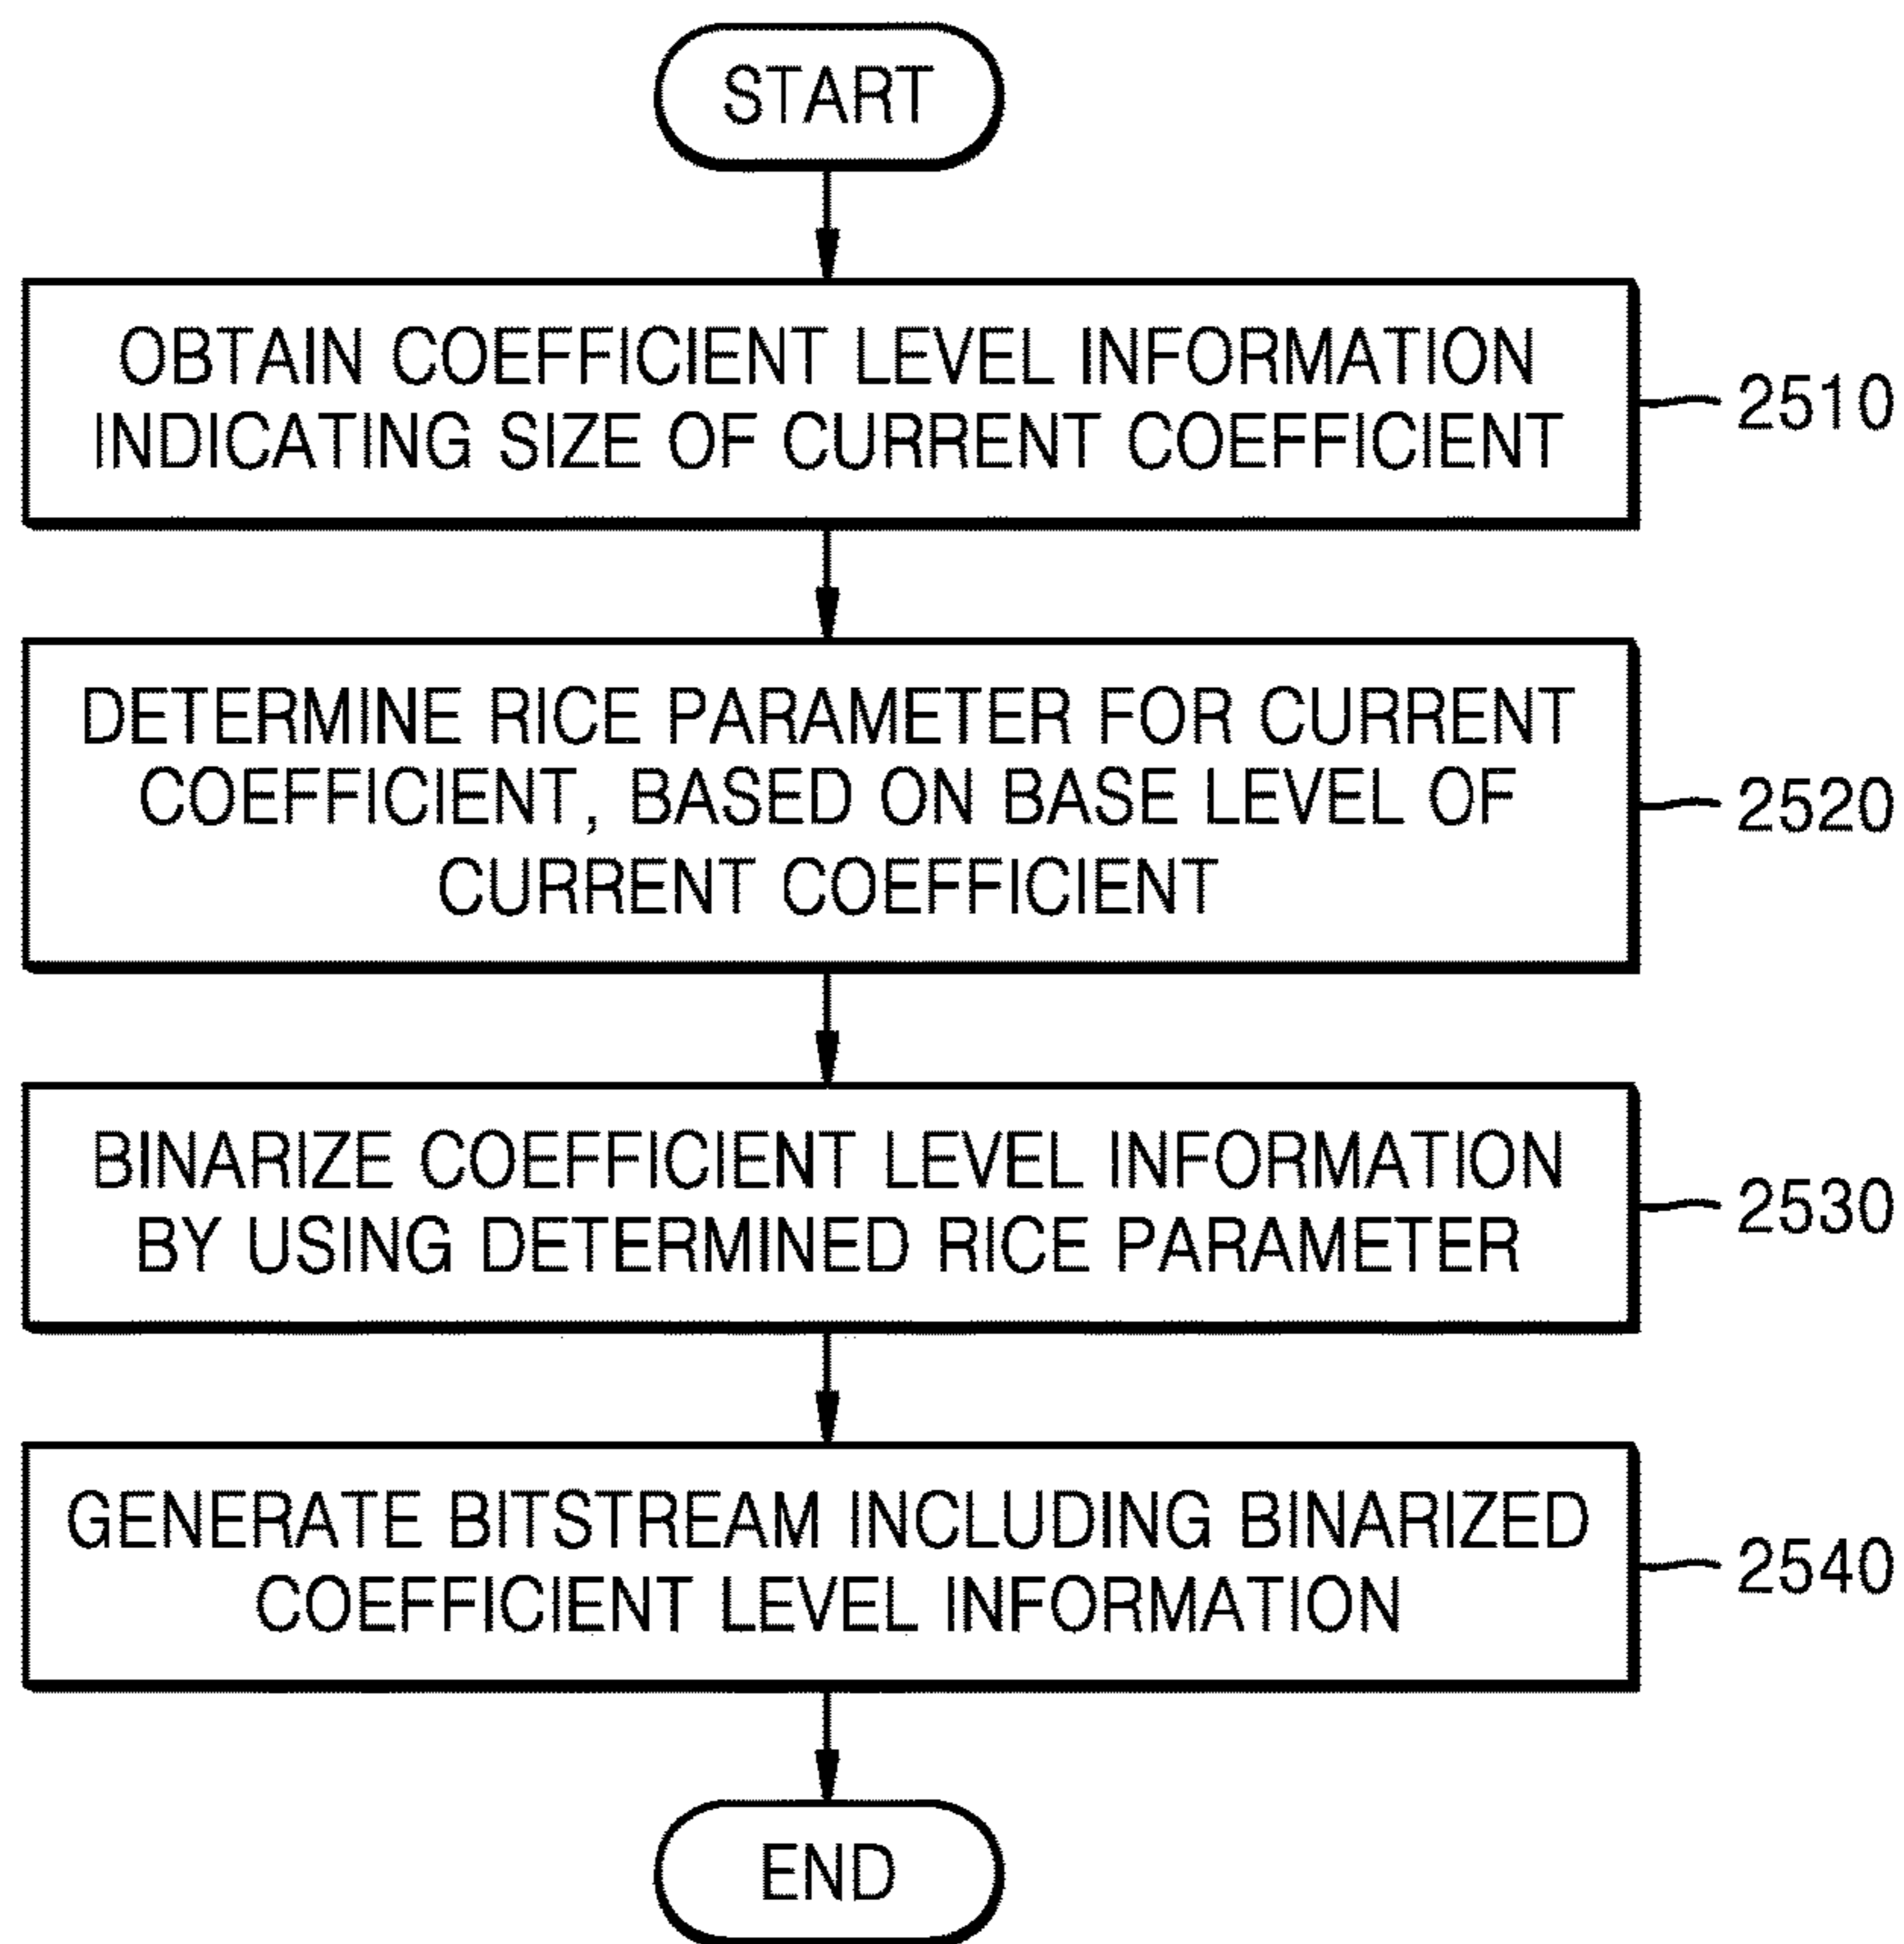 START
OBTAIN COEFFICIENT LEVEL INFORMATION
INDICATING SIZE OF CURRENT COEFFICIENT
2510
DETERMINE RICE PARAMETER FOR CURRENT
COEFFICIENT, BASED ON BASE LEVEL OF
CURRENT COEFFICIENT
2520
BINARIZE COEFFICIENT LEVEL INFORMATION
BY USING DETERMINED RICE PARAMETER
2530
GENERATE BITSTREAM INCLUDING BINARIZED
COEFFICIENT LEVEL INFORMATION
2540
END